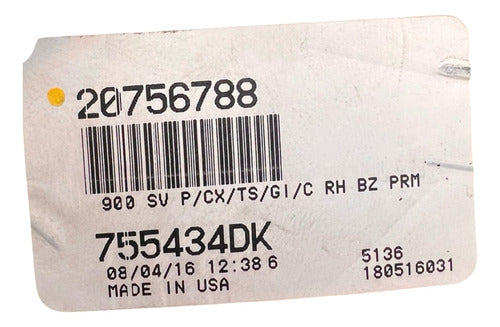 20756788
900 SV P/CX/TS/GI/C RH BZ PRM
755434DK
08/04/16 12:38 6
MADE IN USA
5136
180516031